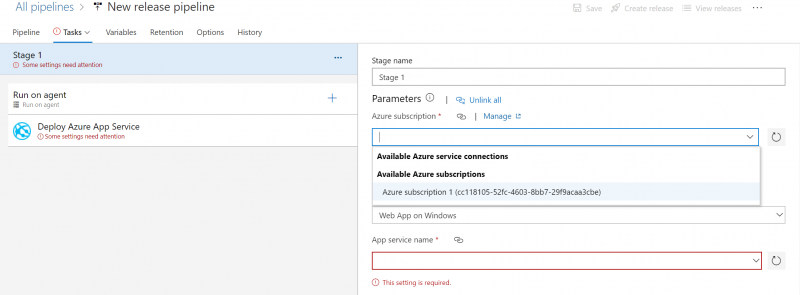 All pipelines > New release pipeline
Save Create release View releases ...
Pipeline Tasks Variables Retention Options History
Stage 1
Some settings need attention
Run on agent
Run on agent
Deploy Azure App Service
Some settings need attention
Stage name
Stage 1
Parameters | Unlink all
Azure subscription * | Manage
Available Azure service connections
Available Azure subscriptions
Azure subscription 1 (cc118105-52fc-4603-8bb7-29f9acaa3cbe)
Web App on Windows
App service name *
This setting is required.